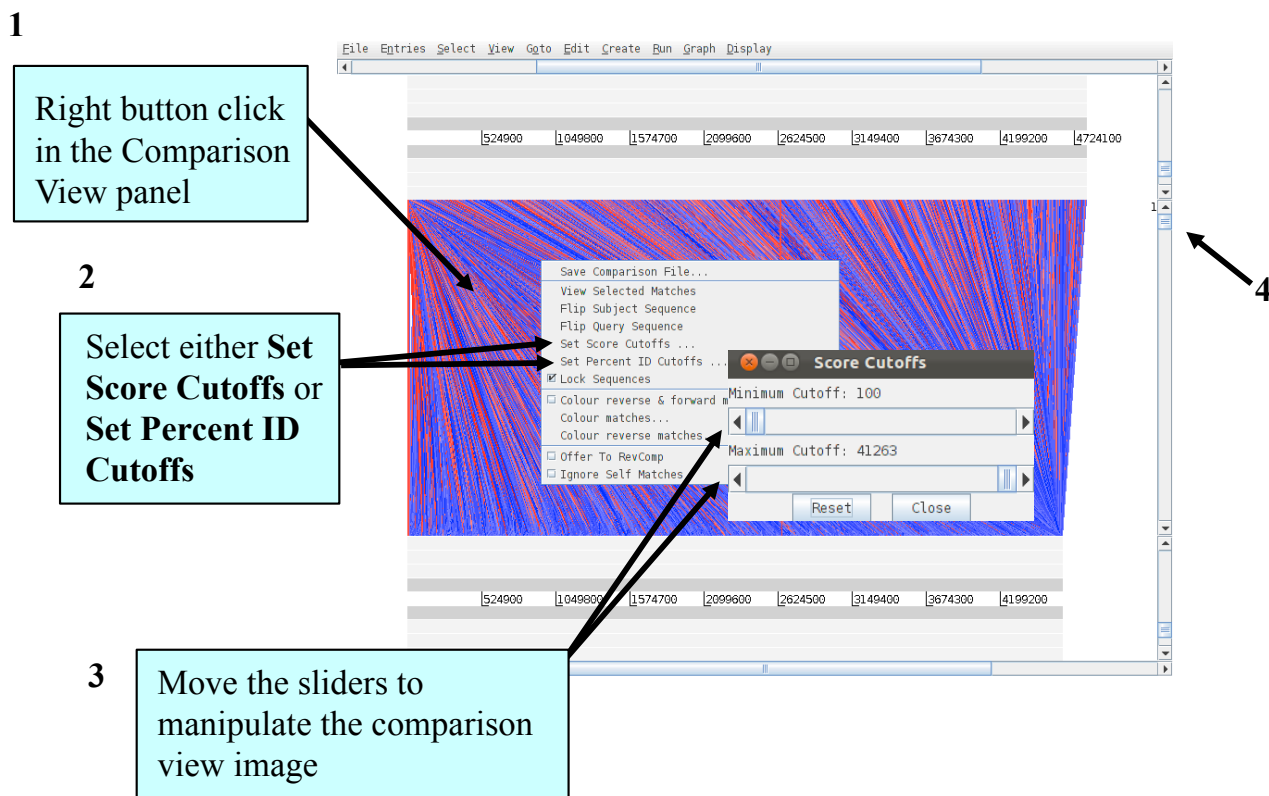 1
File Entries Select View Goto Edit Create Run Graph Display
Right button click
in the Comparison
View panel
524900 1049800 1574700 2099600 2624500 3149400 3674300 4199200 4724100
1
2
Select either Set
Score Cutoffs or
Set Percent ID
Cutoffs
Save Comparison File...
View Selected Matches
Flip Subject Sequence
Flip Query Sequence
Set Score Cutoffs ...
Set Percent ID Cutoffs ...
Lock Sequences
Colour reverse & forward m
Colour matches...
Colour reverse matches
Offer To RevComp
Ignore Self Matches
Score Cutoffs
Minimum Cutoff: 100
Maximum Cutoff: 41263
Reset Close
4
524900 1049800 1574700 2099600 2624500 3149400 3674300 4199200
3
Move the sliders to
manipulate the comparison
view image